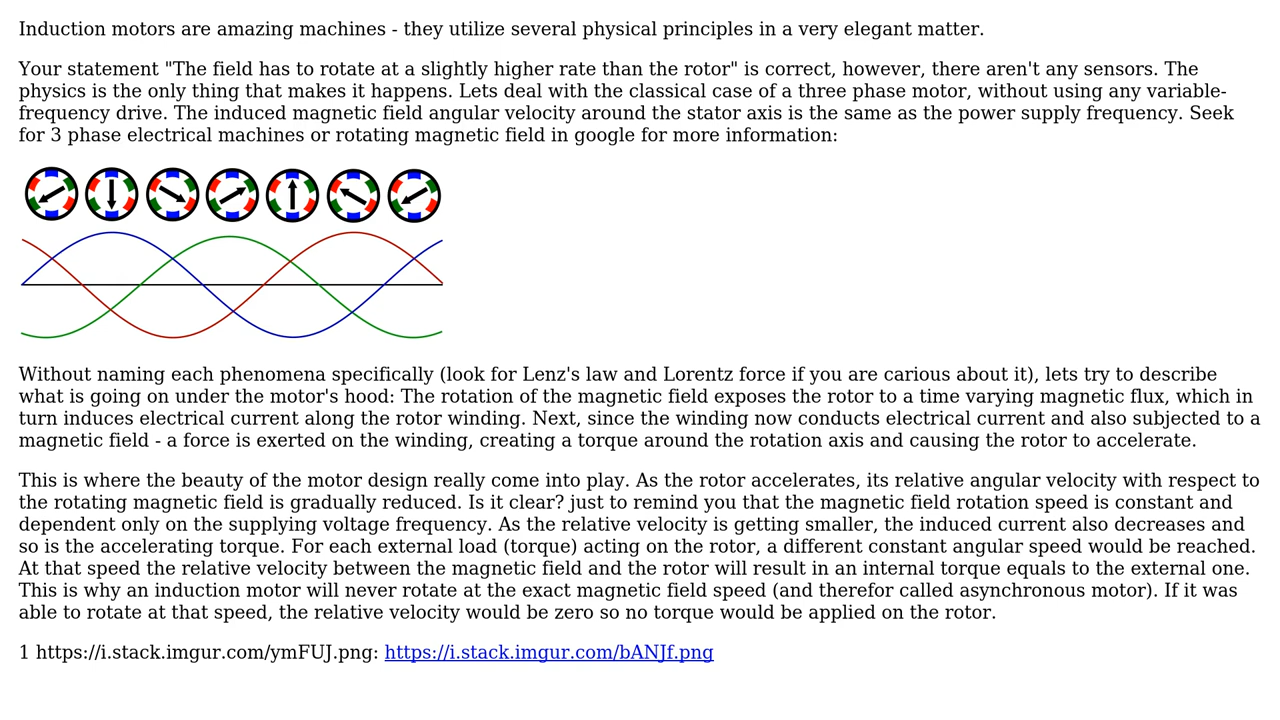 Induction motors are amazing machines - they utilize several physical principles in a very elegant matter.
Your statement "The field has to rotate at a slightly higher rate than the rotor" is correct, however, there aren't any sensors. The
physics is the only thing that makes it happens. Lets deal with the classical case of a three phase motor, without using any variable-
frequency drive. The induced magnetic field angular velocity around the stator axis is the same as the power supply frequency. Seek
for 3 phase electrical machines or rotating magnetic field in google for more information:
Without naming each phenomena specifically (look for Lenz's law and Lorentz force if you are carious about it), lets try to describe
what is going on under the motor's hood: The rotation of the magnetic field exposes the rotor to a time varying magnetic flux, which in
turn induces electrical current along the rotor winding. Next, since the winding now conducts electrical current and also subjected to a
magnetic field - a force is exerted on the winding, creating a torque around the rotation axis and causing the rotor to accelerate.
This is where the beauty of the motor design really come into play. As the rotor accelerates, its relative angular velocity with respect to
the rotating magnetic field is gradually reduced. Is it clear? just to remind you that the magnetic field rotation speed is constant and
dependent only on the supplying voltage frequency. As the relative velocity is getting smaller, the induced current also decreases and
so is the accelerating torque. For each external load (torque) acting on the rotor, a different constant angular speed would be reached.
At that speed the relative velocity between the magnetic field and the rotor will result in an internal torque equals to the external one.
This is why an induction motor will never rotate at the exact magnetic field speed (and therefor called asynchronous motor). If it was
able to rotate at that speed, the relative velocity would be zero so no torque would be applied on the rotor.
1 https://i.stack.imgur.com/ymFUJ.png: https://i.stack.imgur.com/bANJf.png